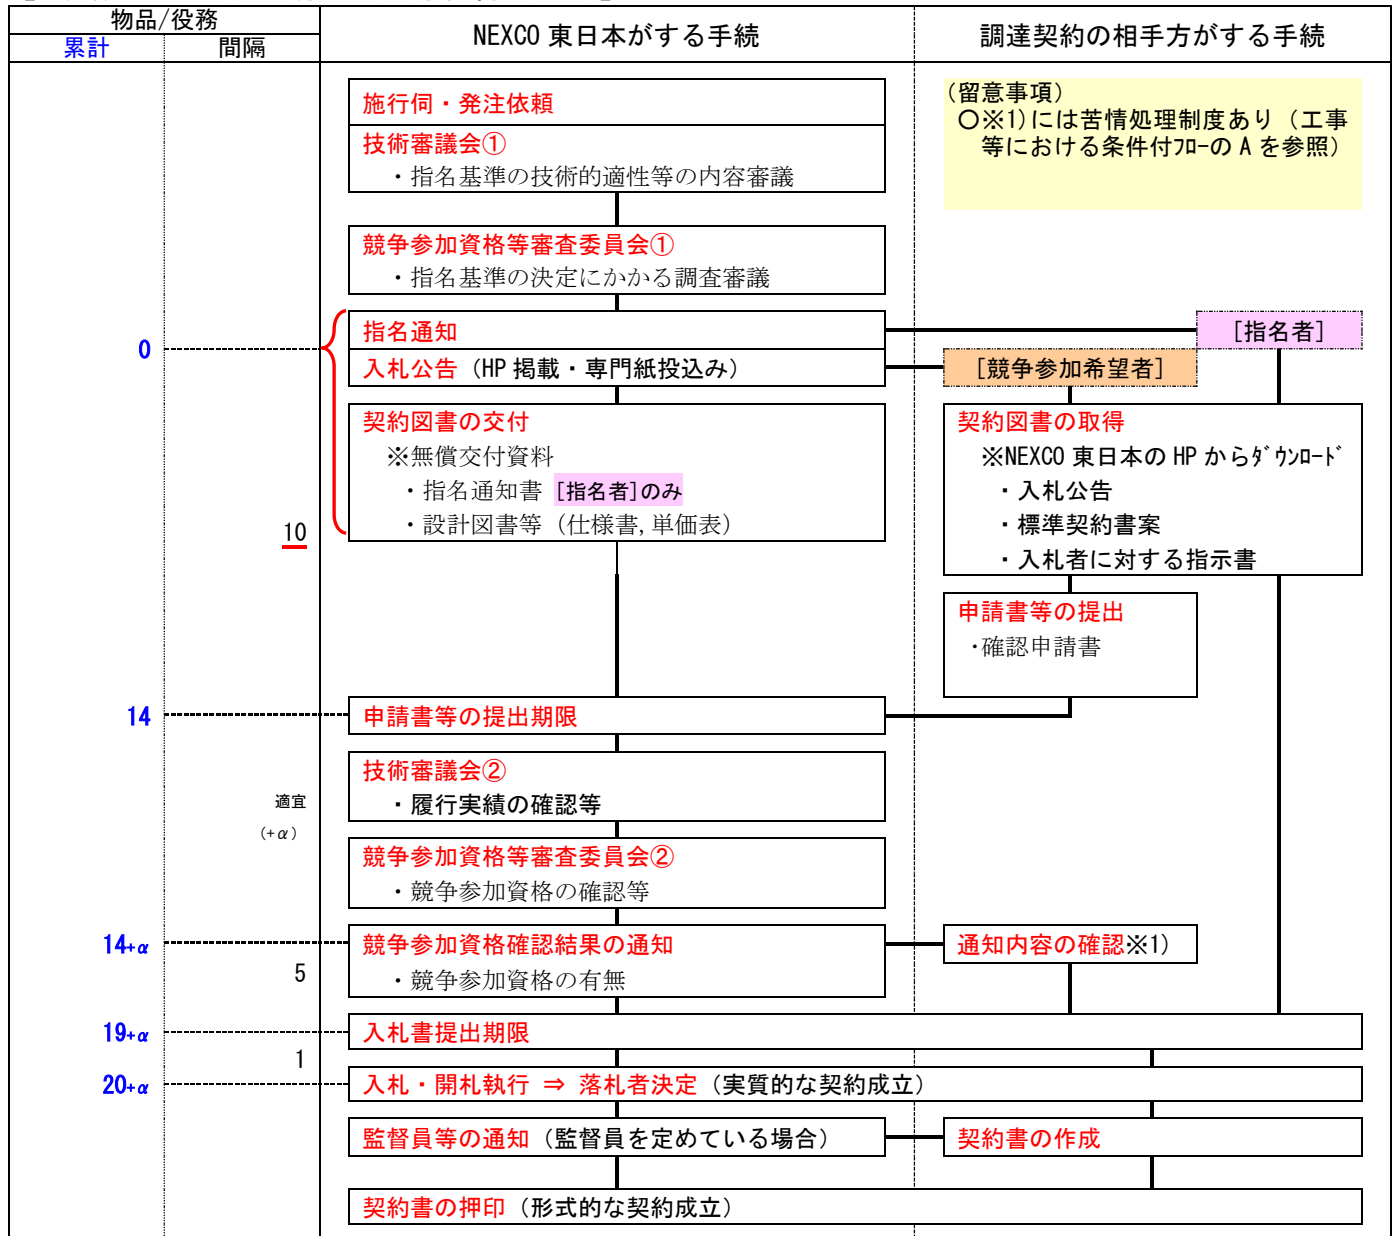 物品/役務
累計
間隔
NEXCO 東日本がする手続
調達契約の相手方がする手続
施行伺・発注依頼
技術審議会①
・指名基準の技術的適性等の内容審議
(留意事項)
〇※1)には苦情処理制度あり（工事
等における条件付ﾌﾛｰの A を参照）
競争参加資格等審査委員会①
・指名基準の決定にかかる調査審議
0
指名通知
[指名者]
入札公告（HP 掲載・専門紙投込み）
[競争参加希望者]
契約図書の交付
※無償交付資料
・指名通知書 [指名者]のみ
・設計図書等（仕様書,単価表）
10
契約図書の取得
※NEXCO 東日本の HP からﾀﾞｳﾝﾛｰﾄﾞ
・入札公告
・標準契約書案
・入札者に対する指示書
申請書等の提出
・確認申請書
14
申請書等の提出期限
技術審議会②
・履行実績の確認等
適宜
(+α)
競争参加資格等審査委員会②
・競争参加資格の確認等
14+α
競争参加資格確認結果の通知
・競争参加資格の有無
通知内容の確認※1)
5
19+α
入札書提出期限
1
20+α
入札・開札執行 ⇒ 落札者決定（実質的な契約成立）
監督員等の通知（監督員を定めている場合）
契約書の作成
契約書の押印（形式的な契約成立）